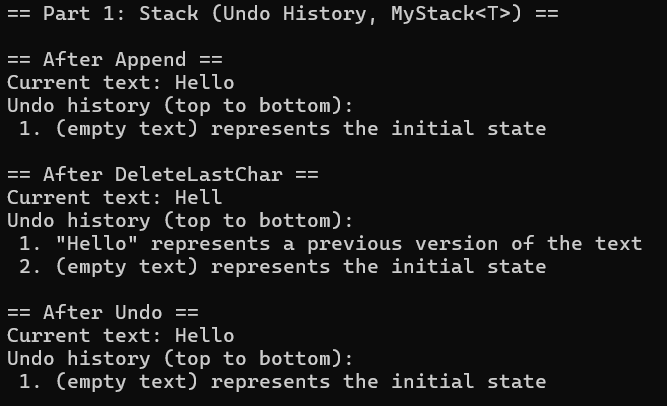 == Part 1: Stack (Undo History, MyStack<T>) ==
== After Append ==
Current text: Hello
Undo history (top to bottom):
1. (empty text) represents the initial state
== After DeleteLastChar ==
Current text: Hell
Undo history (top to bottom):
1. "Hello" represents a previous version of the text
2. (empty text) represents the initial state
== After Undo ==
Current text: Hello
Undo history (top to bottom):
1. (empty text) represents the initial state